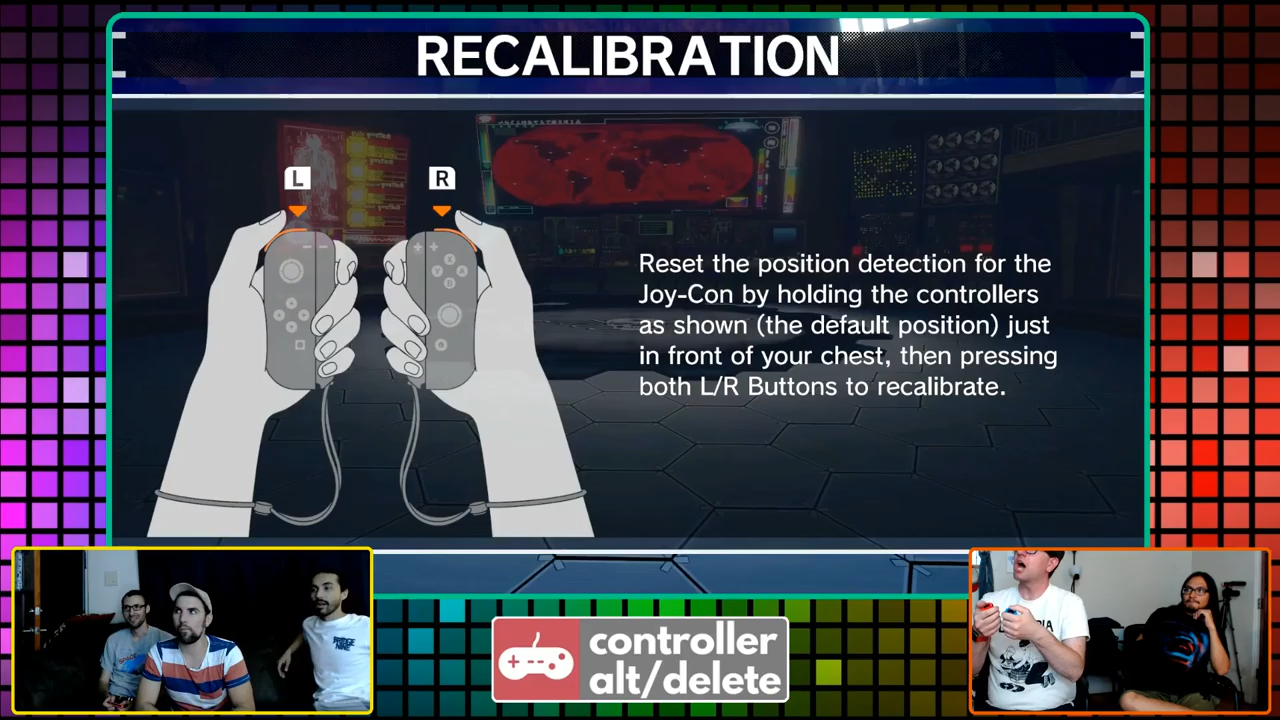 RECALIBRATION
L
R
Reset the position detection for the
Joy-Con by holding the controllers
as shown (the default position) just
in front of your chest, then pressing
both L/R Buttons to recalibrate.
controller
alt/delete